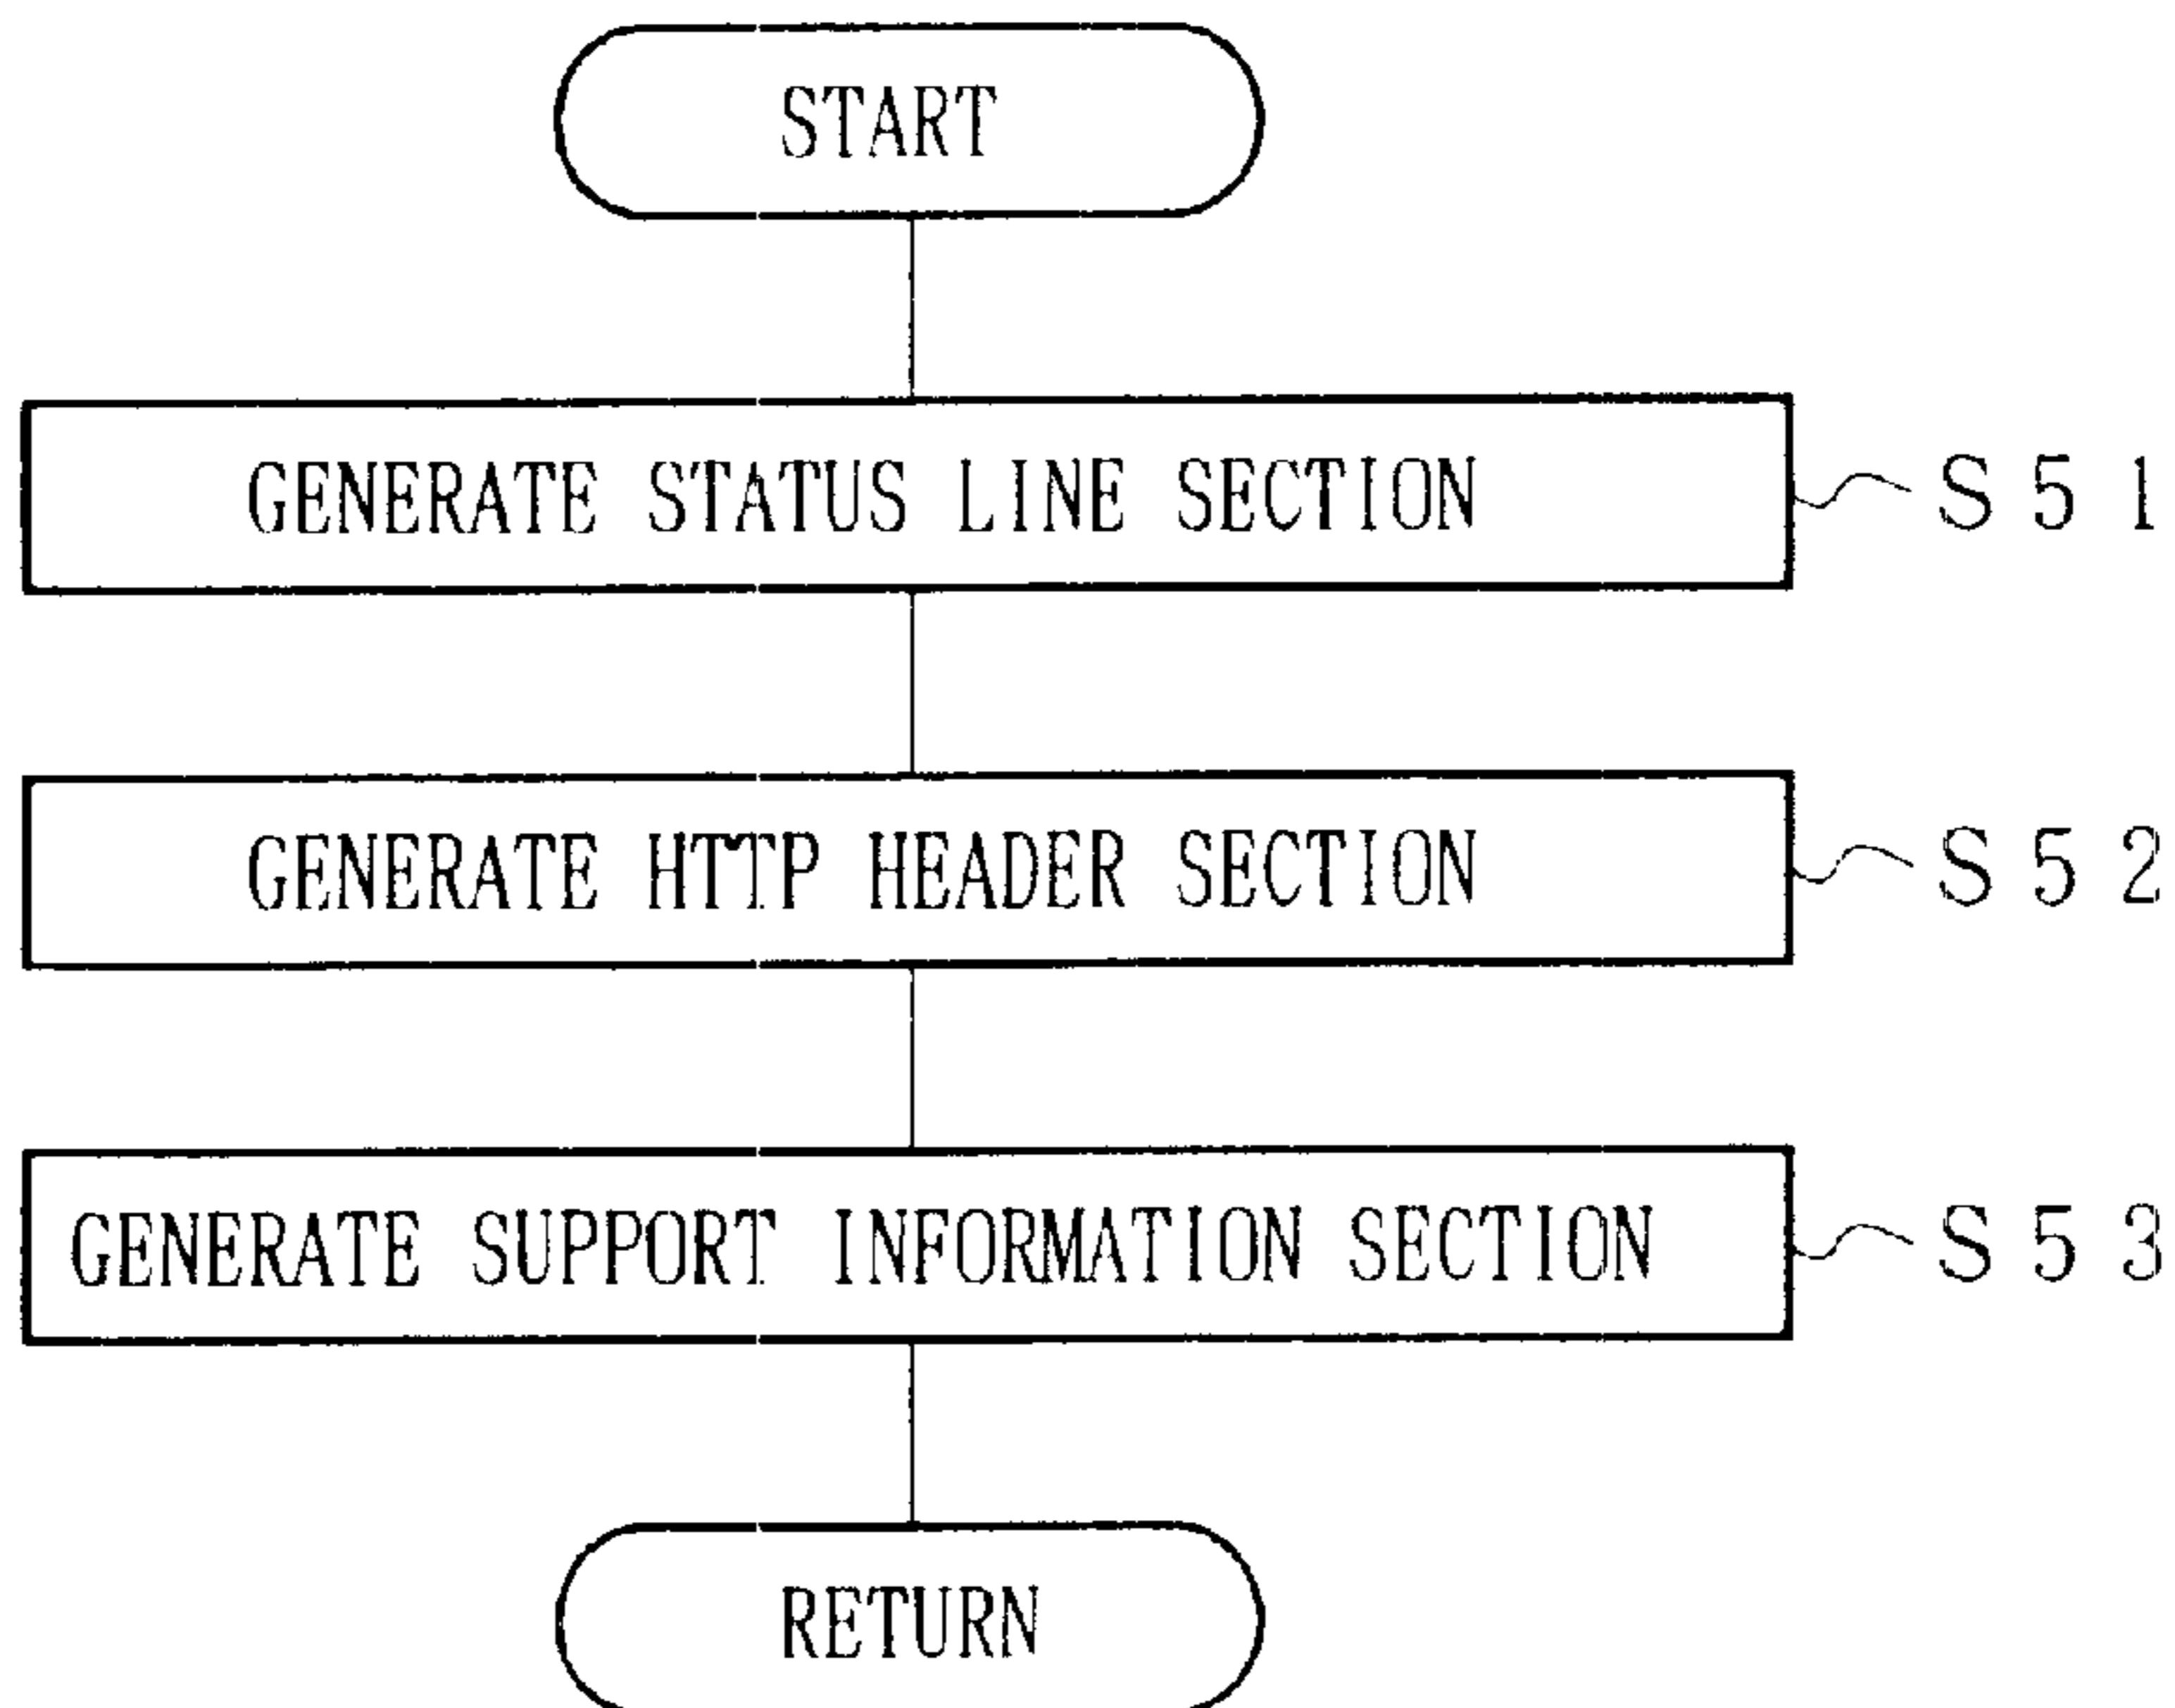 START
GENERATE STATUS LINE SECTION S51
GENERATE HTTP HEADER SECTION S52
GENERATE SUPPORT INFORMATION SECTION S53
RETURN